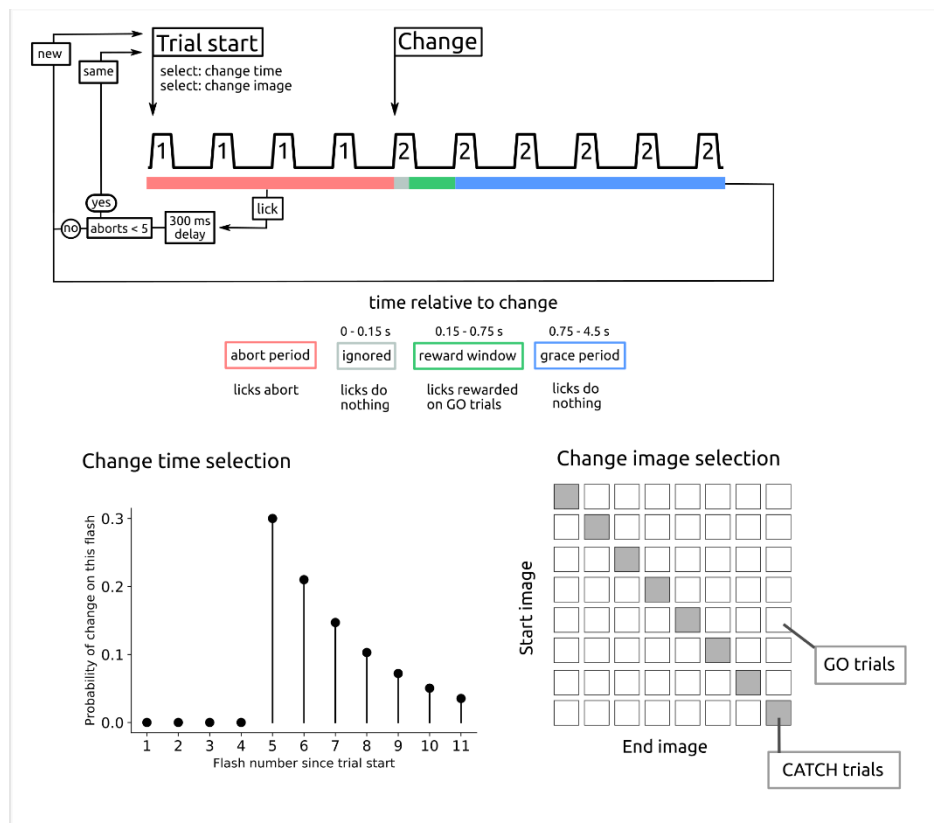 Trial start
Change
new
same
select: change time
select: change image
1 1 1 1 2 2 2 2 2 2
yes
lick
no
aborts < 5
300 ms
delay
time relative to change
0 - 0.15 s
0.15 - 0.75 s
0.75 - 4.5 s
abort period
ignored
reward window
grace period
licks abort
licks do
nothing
licks rewarded
on GO trials
licks do
nothing
Change time selection
Change image selection
Probability of change on this flash
0.3
0.2
0.1
0.0
1 2 3 4 5 6 7 8 9 10 11
Flash number since trial start
Start image
End image
GO trials
CATCH trials